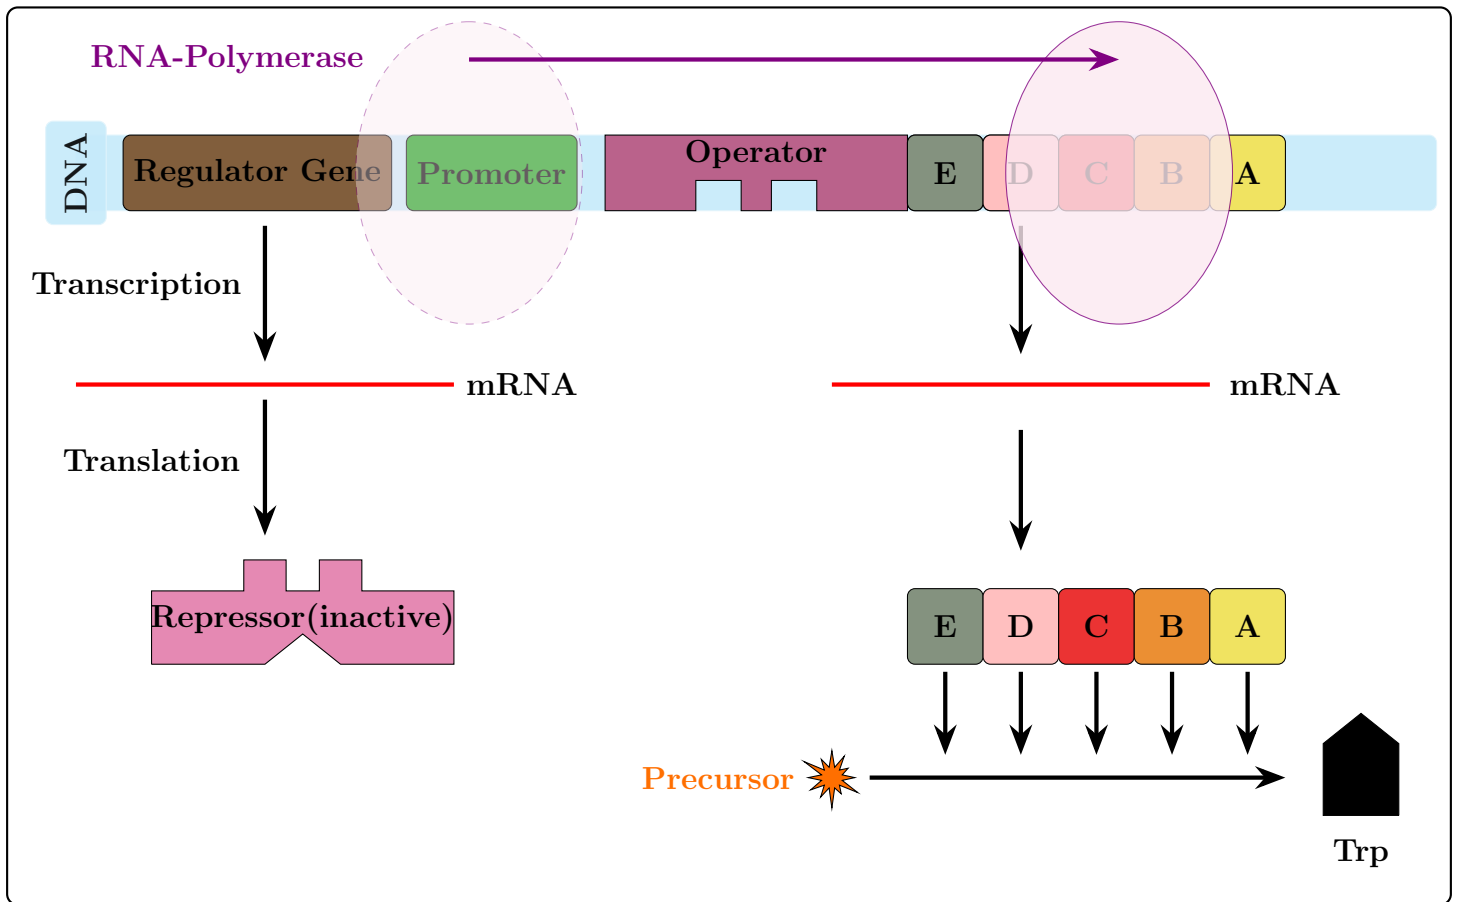 RNA-Polymerase
DNA
Regulator Gene
Promoter
Operator
E
D
C
B
A
Transcription
mRNA
mRNA
Translation
Repressor(inactive)
E
D
C
B
A
Precursor
Trp